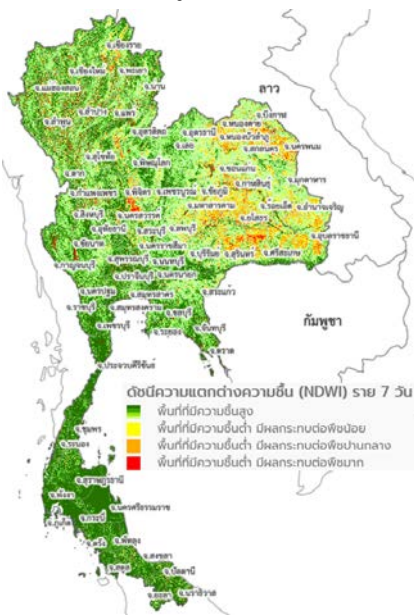 จ.เชียงราย
จ.เชียงใหม่
จ.พะเยา
จ.แม่ฮ่องสอน
จ.น่าน
จ.ลำปาง
จ.แพร่
จ.ลำพูน
จ.อุตรดิตถ์
จ.สุโขทัย
จ.ตาก
จ.พิษณุโลก
จ.กำแพงเพชร
จ.พิจิตร
จ.เพชรบูรณ์
ลาว
จ.บึงกาฬ
จ.หนองคาย
จ.อุดรธานี
จ.หนองบัวลำภู
จ.เลย
จ.สกลนคร
จ.นครพนม
จ.ขอนแก่น
จ.กาฬสินธุ์
จ.มุกดาหาร
จ.ชัยภูมิ
จ.มหาสารคาม
จ.ร้อยเอ็ด
จ.อำนาจเจริญ
จ.ยโสธร
จ.อุบลราชธานี
จ.บุรีรัมย์
จ.สุรินทร์
จ.ศรีสะเกษ
จ.สิงห์บุรี
จ.นครสวรรค์
จ.อุทัยธานี
จ.สระบุรี
จ.ลพบุรี
จ.ชัยนาท
จ.นครราชสีมา
จ.กาญจนบุรี
จ.สุพรรณบุรี
จ.นนทบุรี
จ.ปราจีนบุรี
จ.นครนายก
จ.นครปฐม
จ.สมุทรสาคร
จ.สระแก้ว
จ.ราชบุรี
จ.สมุทรสงคราม
จ.ชลบุรี
จ.เพชรบุรี
จ.ระยอง
จ.จันทบุรี
จ.ตราด
กัมพูชา
จ.ประจวบคีรีขันธ์
ดัชนีความแตกต่างความชื้น (NDWI) ราย 7 วัน
พื้นที่ที่มีความชื้นสูง
พื้นที่ที่มีความชื้นต่ำ มีผลกระทบต่อพืชน้อย
พื้นที่ที่มีความชื้นต่ำ มีผลกระทบต่อพืชปานกลาง
พื้นที่ที่มีความชื้นต่ำ มีผลกระทบต่อพืชมาก
จ.ชุมพร
จ.ระนอง
จ.สุราษฎร์ธานี
จ.พังงา
จ.นครศรีธรรมราช
จ.กระบี่
จ.ภูเก็ต
จ.ตรัง
จ.พัทลุง
จ.สงขลา
จ.สตูล
จ.ปัตตานี
จ.ยะลา
จ.นราธิวาส